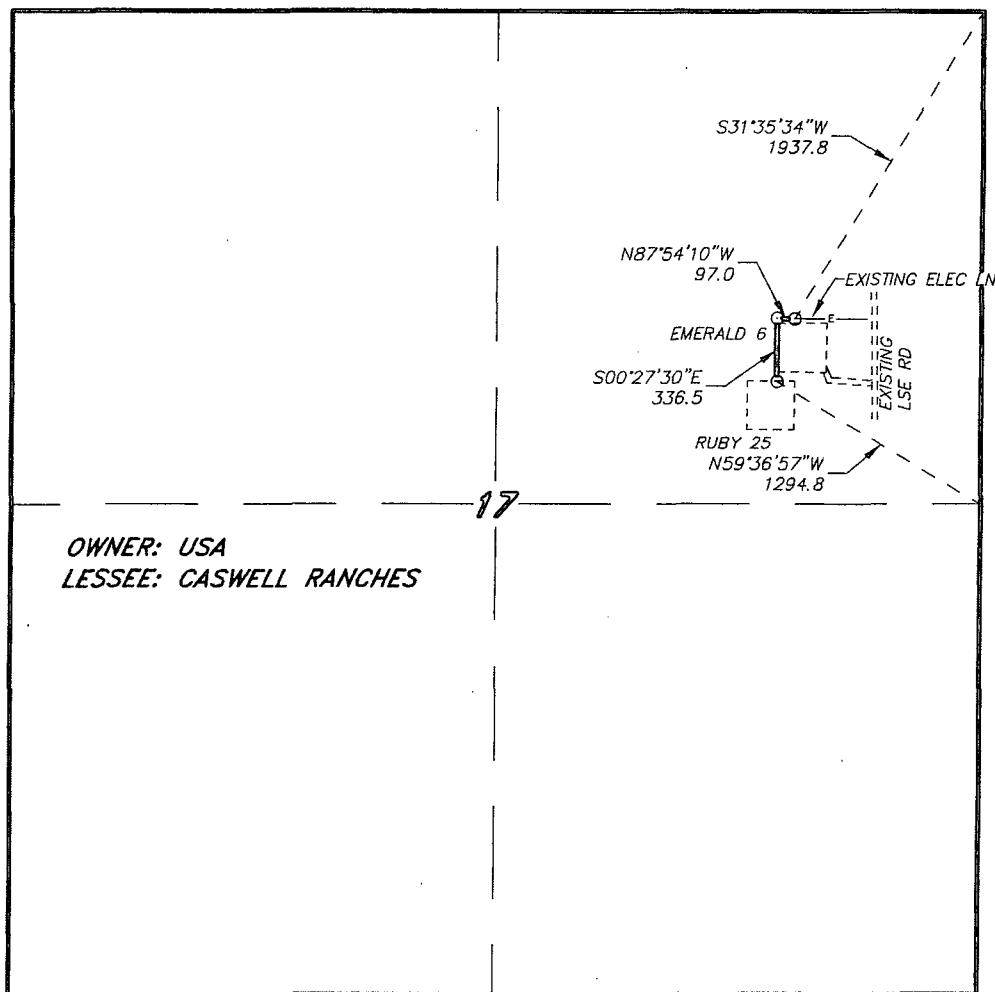 S31°35'34"W
1937.8
N87°54'10"W
97.0
EXISTING ELEC LN
E
EMERALD 6
S00°27'30"E
336.5
EXISTING
LSE RD
RUBY 25
N59°36'57"W
1294.8
17
OWNER: USA
LESSEE: CASWELL RANCHES